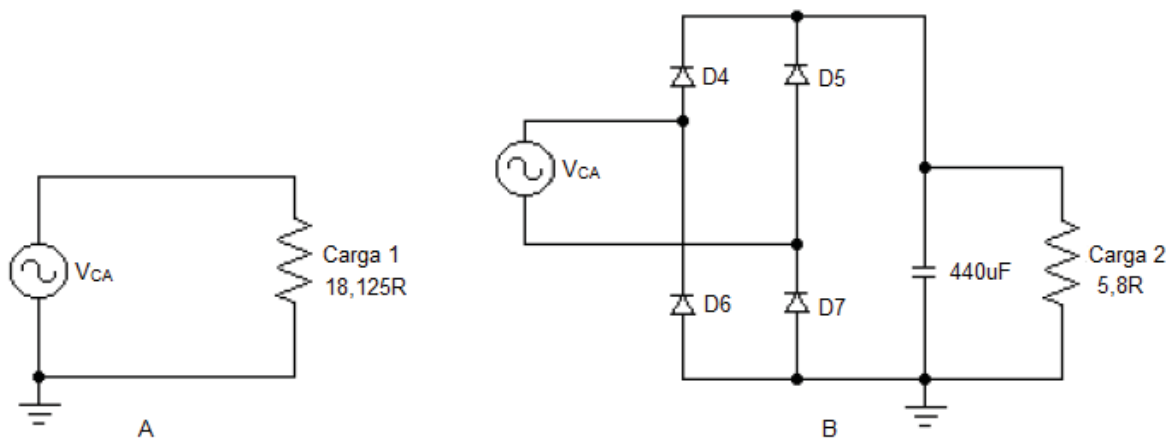 VCA
Carga 1
18,125R
A
D4
D5
VCA
D6
D7
440uF
Carga 2
5,8R
B